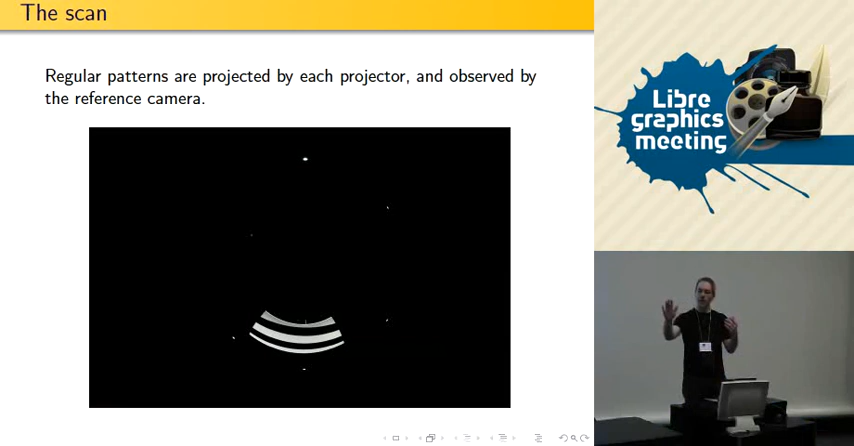 The scan
Regular patterns are projected by each projector, and observed by
the reference camera.
Libre
graphics
meeting